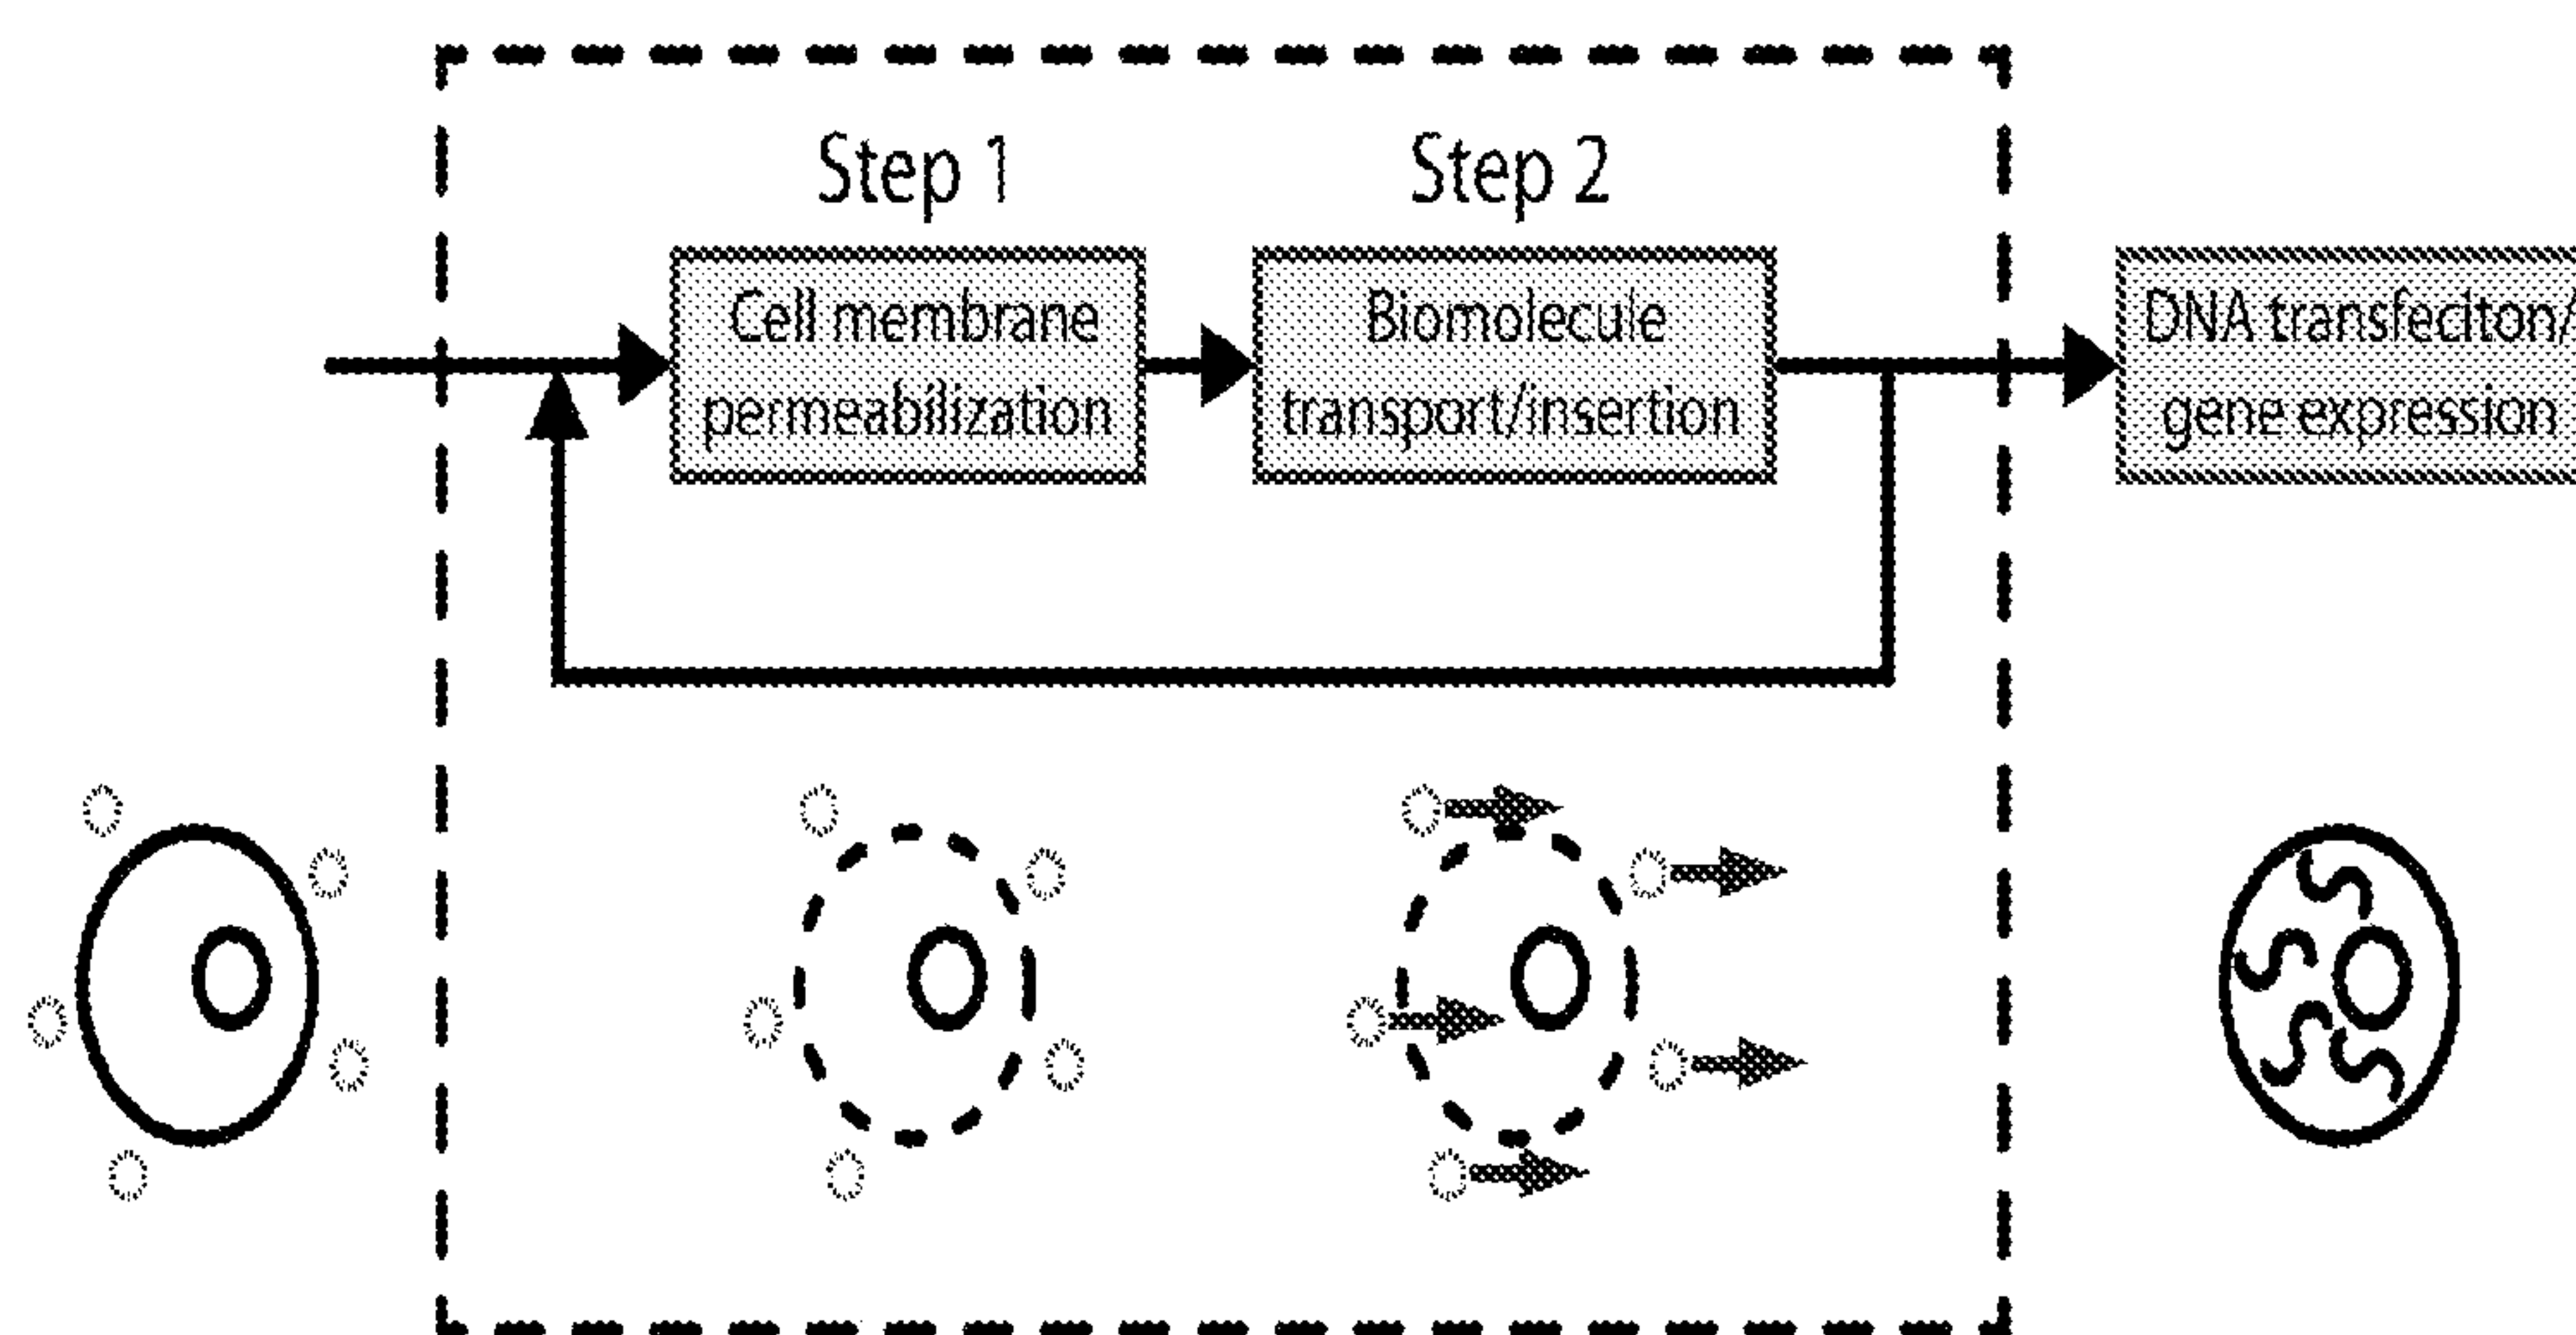 Step 1
Step 2
Cell membrane
permeabilization
Biomolecule
transport/insertion
DNA transfeciton/
gene expression